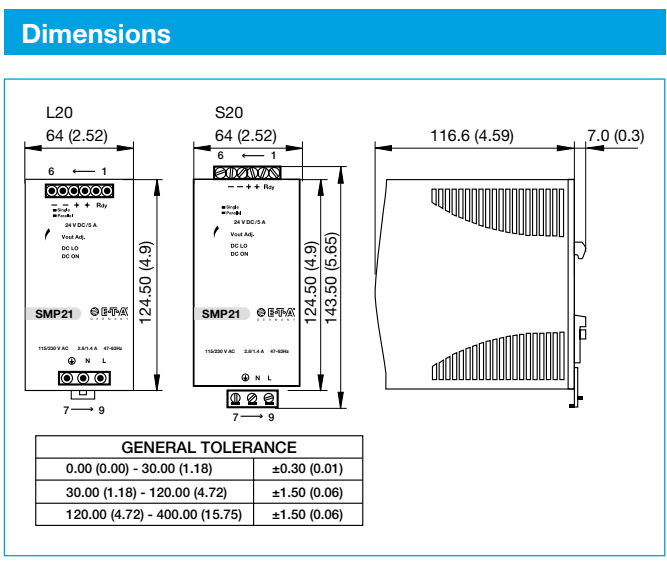 Dimensions
L20
64 (2.52)
6 ← 1
− − + + Rdy
Single
Parallel
24 V DC/5 A
Vout Adj.
DC LO
DC ON
SMP21
E-T-A
GERMANY
115/230 V AC 2.8/1.4 A 47-63Hz
N L
7 → 9
124.50 (4.9)
S20
64 (2.52)
6 ← 1
− − + + Rdy
Single
Parallel
24 V DC/5 A
Vout Adj.
DC LO
DC ON
SMP21
E-T-A
GERMANY
115/230 V AC 2.8/1.4 A 47-63Hz
N L
7 → 9
124.50 (4.9)
143.50 (5.65)
116.6 (4.59)
7.0 (0.3)
GENERAL TOLERANCE
0.00 (0.00) - 30.00 (1.18) ±0.30 (0.01)
30.00 (1.18) - 120.00 (4.72) ±1.50 (0.06)
120.00 (4.72) - 400.00 (15.75) ±1.50 (0.06)